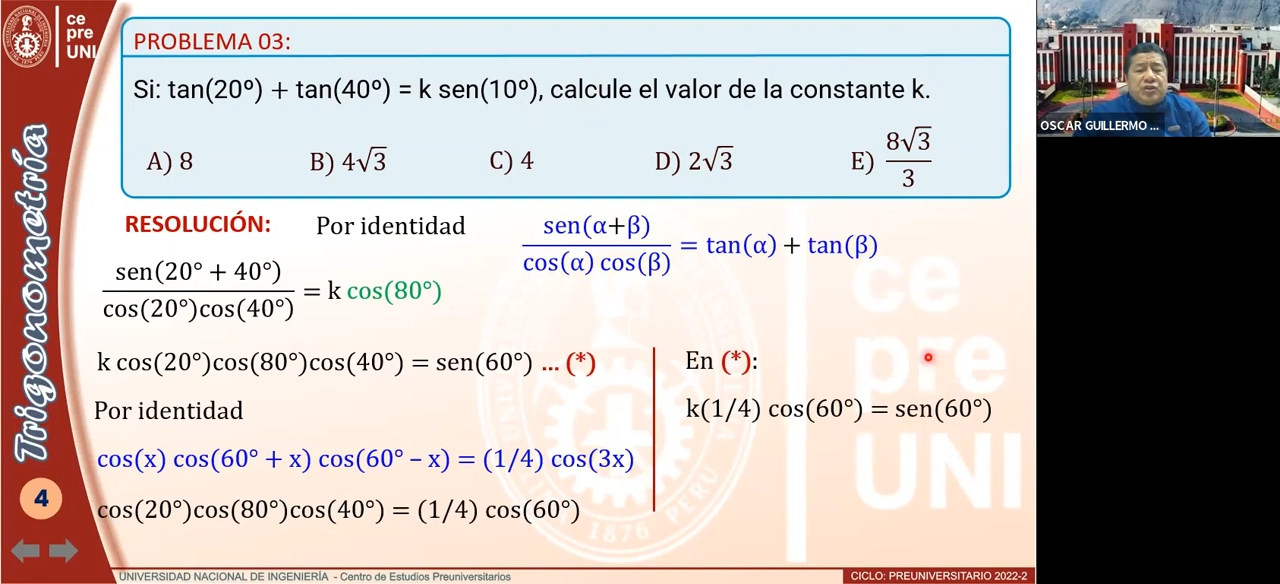 ce
pre
UNI
PROBLEMA 03:
Si: tan(20º) + tan(40º) = k sen(10º), calcule el valor de la constante k.
A) 8 B) 4√3 C) 4 D) 2√3 E) 8√3/3
OSCAR GUILLERMO ...
RESOLUCIÓN: Por identidad sen(α+β)/(cos(α) cos(β)) = tan(α) + tan(β)
sen(20° + 40°)/(cos(20°)cos(40°)) = k cos(80°)
k cos(20°)cos(80°)cos(40°) = sen(60°) ... (*)
Por identidad
cos(x) cos(60° + x) cos(60° – x) = (1/4) cos(3x)
cos(20°)cos(80°)cos(40°) = (1/4) cos(60°)
En (*):
k(1/4) cos(60°) = sen(60°)
Trigonometría
4
ce
pre
UNI
1876
PERU
UNIVERSIDAD NACIONAL DE INGENIERÍA - Centro de Estudios Preuniversitarios
CICLO: PREUNIVERSITARIO 2022-2